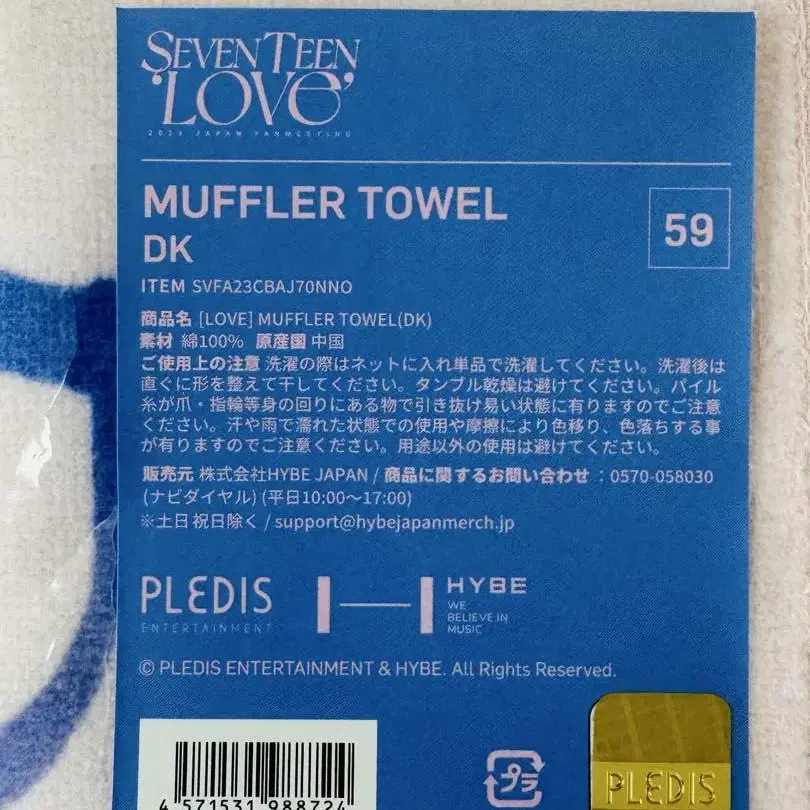 SEVENTEEN
'LOVE'
2023 JAPAN FANMEETING
MUFFLER TOWEL
59
DK
ITEM SVFA23CBAJ70NNO
商品名 [LOVE] MUFFLER TOWEL(DK)
素材 綿100% 原産国 中国
ご使用上の注意 洗濯の際はネットに入れ単品で洗濯してください。洗濯後は
直ぐに形を整えて干してください。タンブル乾燥は避けてください。パイル
糸が爪・指輪等身の回りにある物で引き抜け易い状態に有りますのでご注意
ください。汗や雨で濡れた状態での使用や摩擦により色移り、色落ちする事
が有りますのでご注意ください。用途以外の使用は避けてください。
販売元 株式会社HYBE JAPAN / 商品に関するお問い合わせ：0570-058030
(ナビダイヤル) (平日10:00～17:00)
※土日 祝日除く / support@hybejapanmerch.jp
PLEDIS
ENTERTAINMENT
HYBE
WE
BELIEVE IN
MUSIC
© PLEDIS ENTERTAINMENT & HYBE. All Rights Reserved.
4 571531 988724
プラ
PLEDIS